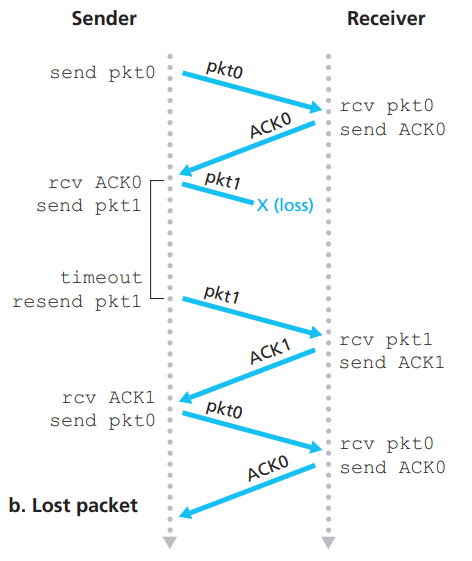 Sender
Receiver
send pkt0
pkt0
rcv pkt0
send ACK0
ACK0
rcv ACK0
send pkt1
pkt1
X (loss)
timeout
resend pkt1
pkt1
rcv pkt1
send ACK1
ACK1
rcv ACK1
send pkt0
pkt0
rcv pkt0
send ACK0
ACK0
b. Lost packet